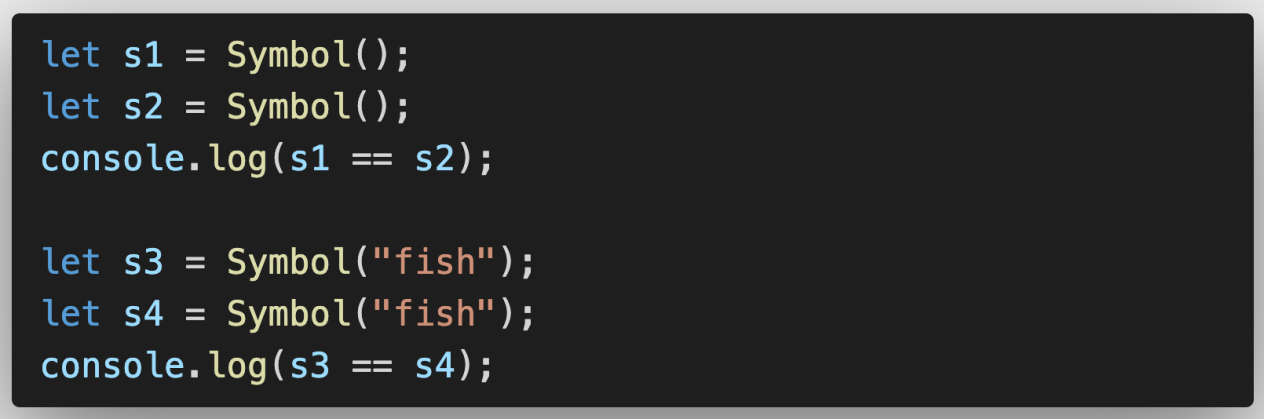 let s1 = Symbol();
let s2 = Symbol();
console.log(s1 == s2);
let s3 = Symbol("fish");
let s4 = Symbol("fish");
console.log(s3 == s4);